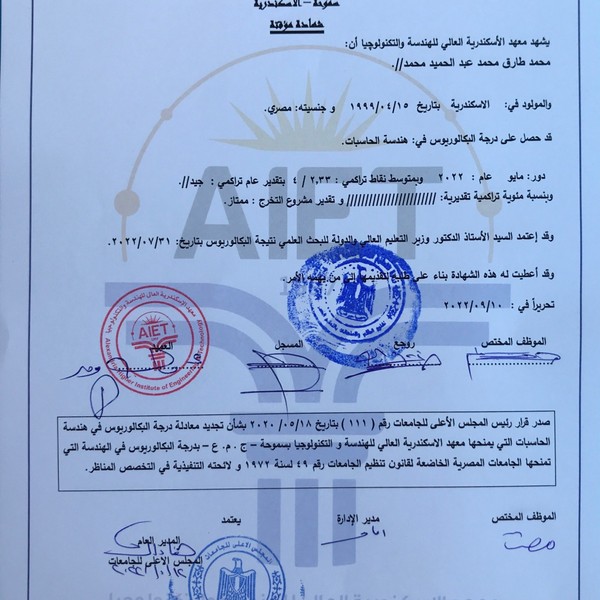 سموحة – الاسكندرية
شهادة مؤقتة
يشهد معهد الأسكندرية العالي للهندسة والتكنولوجيا أن:
محمد طارق محمد عبد الحميد محمد//.
والمولود في: الاسكندرية بتاريخ ١٩٩٩/٠٤/١٥ و جنسيته: مصري.
قد حصل على درجة البكالوريوس في: هندسة الحاسبات.
دور: مايو عام : ٢٠٢٢ وبمتوسط نقاط تراكمي : ٢,٣٣ / ٤ بتقدير عام تراكمي : جيد//.
وبنسبة مئوية تراكمية تقديرية: //////////////////////// و تقدير مشروع التخرج : ممتاز.
وقد إعتمد السيد الأستاذ الدكتور وزير التعليم العالي والدولة للبحث العلمي نتيجة البكالوريوس بتاريخ: ٢٠٢٢/٠٧/٣١.
وقد أعطيت له هذه الشهادة بناء على طلبه لتقديمها إلى من يهمه الأمر.
تحريراً في : ٢٠٢٢/٠٩/١٠
الموظف المختص روجع المسجل العميد
AIET
معهد الاسكندرية العالي للهندسة والتكنولوجيا
Alexandria Higher Institute of Engineering
صدر قرار رئيس المجلس الأعلى للجامعات رقم ( ١١١ ) بتاريخ ٢٠٢٠/٠٥/١٨ بشأن تجديد معادلة درجة البكالوريوس في هندسة
الحاسبات التي يمنحها معهد الاسكندرية العالي للهندسة و التكنولوجيا بسموحة – ج . م . ع – بدرجة البكالوريوس في الهندسة التي
تمنحها الجامعات المصرية الخاضعة لقانون تنظيم الجامعات رقم ٤٩ لسنة ١٩٧٢ و لائحته التنفيذية في التخصص المناظر.
الموظف المختص مدير الإدارة يعتمد
المدير العام
المجلس الأعلى للجامعات
المجلس الأعلى للجامعات
AIET